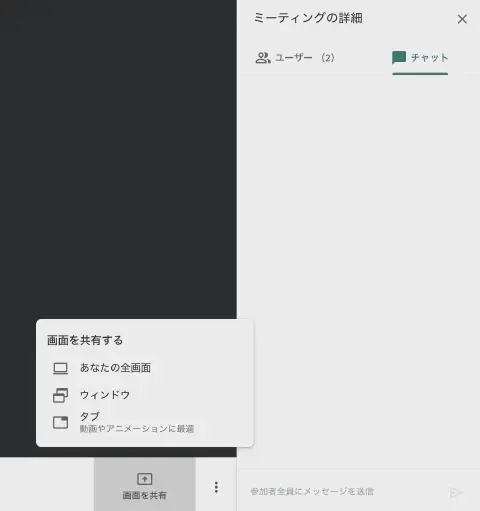 ミーティングの詳細
ユーザー (2)
チャット
画面を共有する
あなたの全画面
ウィンドウ
タブ
動画やアニメーションに最適
画面を共有
参加者全員にメッセージを送信